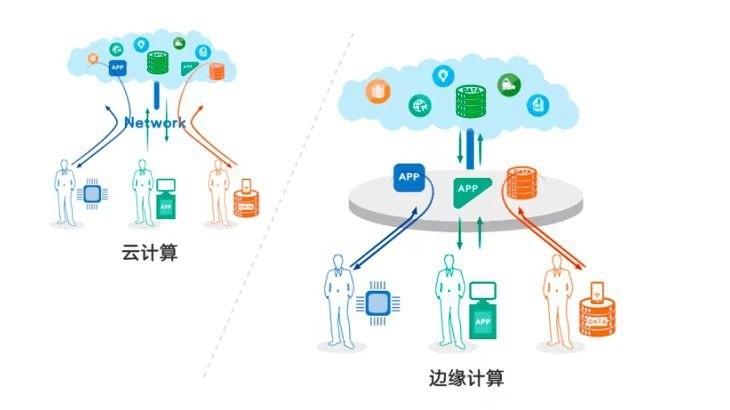 APP
Network
APP
云计算
DATA
APP
APP
APP
DATA
边缘计算